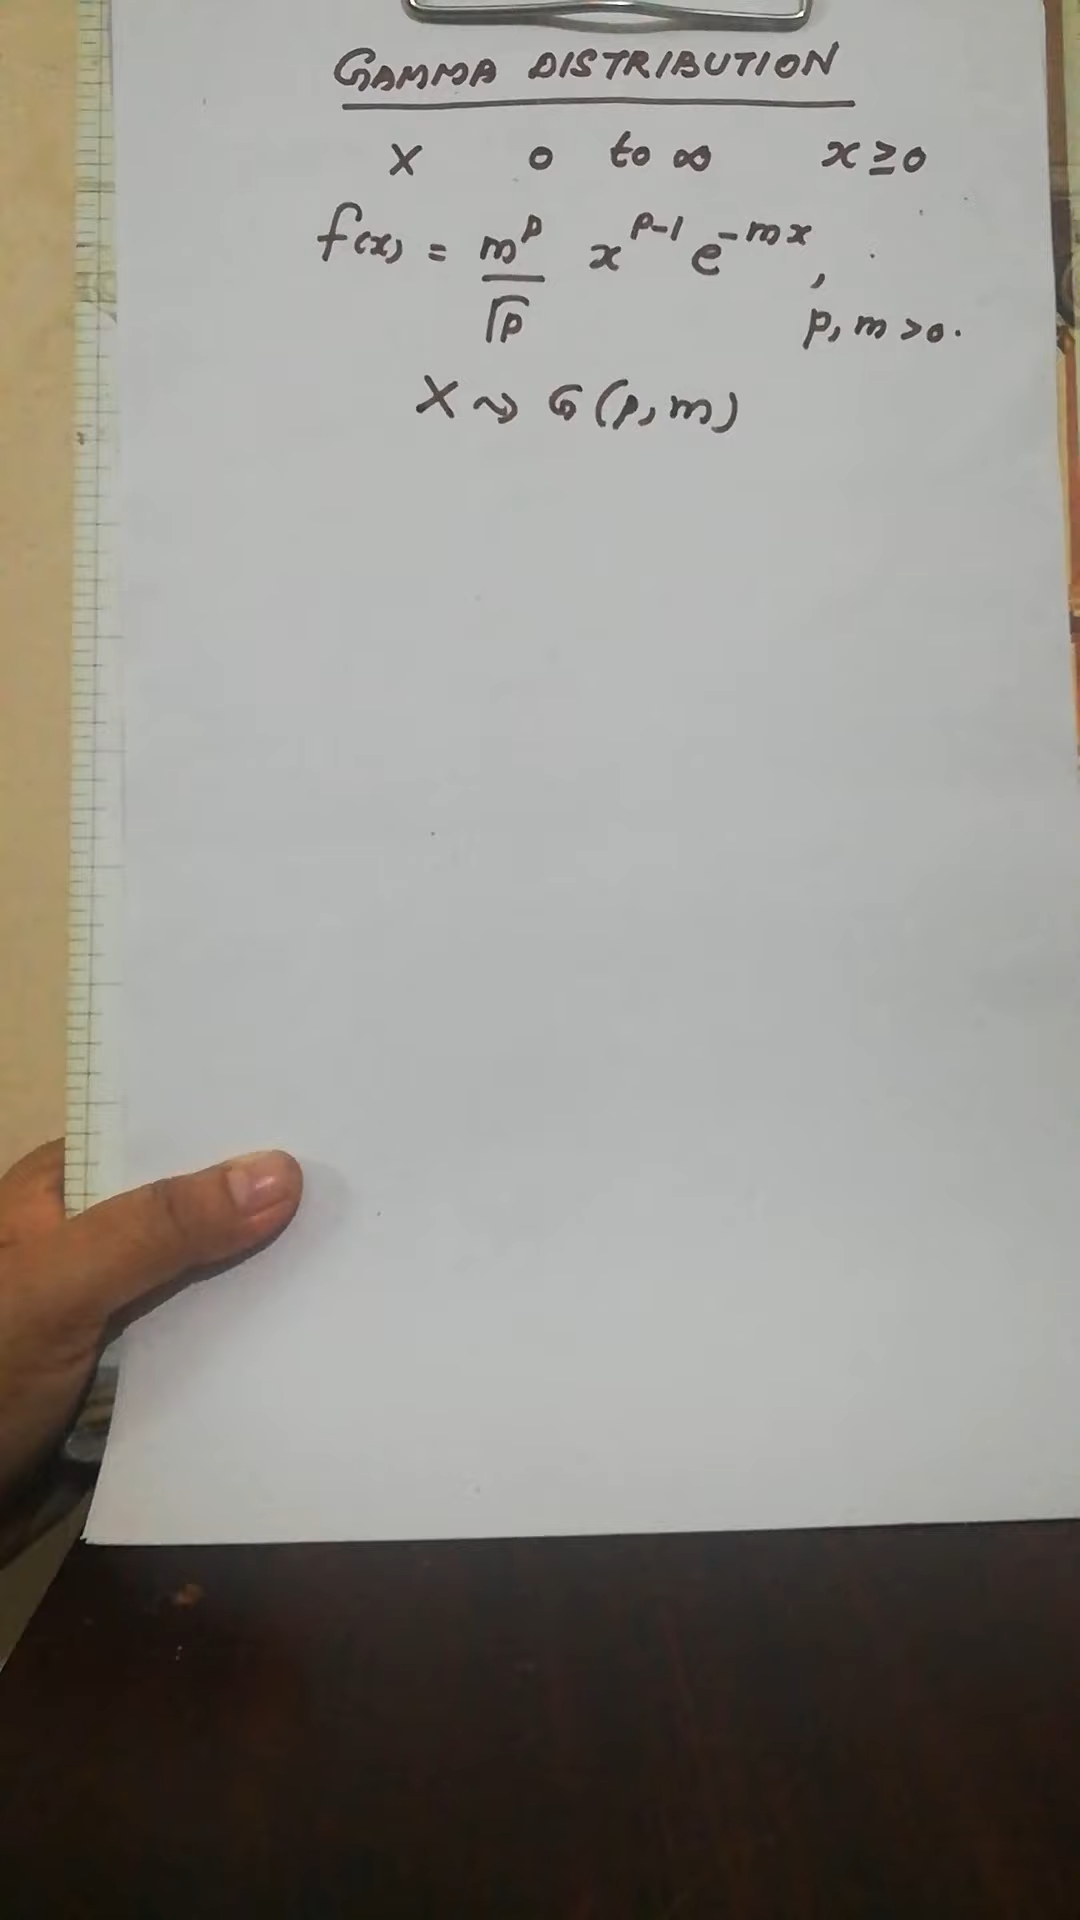 GAMMA DISTRIBUTION
X 0 to ∞ x ≥ 0
f(x) = m^p / Γp x^(p-1) e^(-mx),
p, m > 0.
X ~> G (p, m)